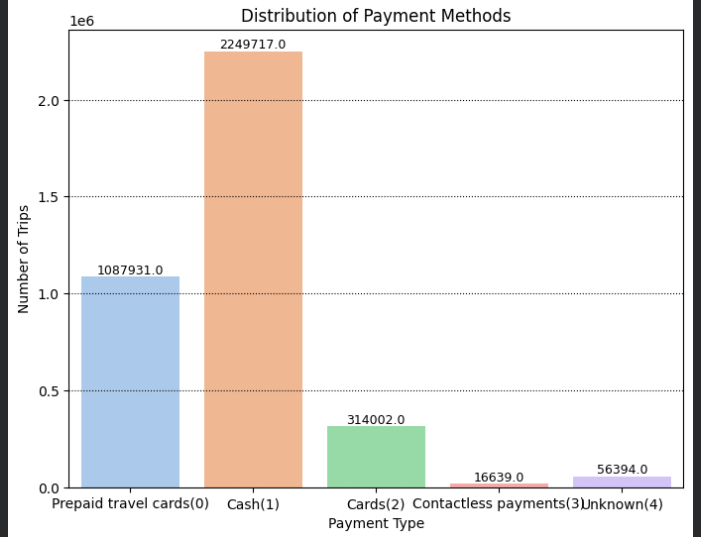 Distribution of Payment Methods
1e6
2249717.0
2.0
1.5
Number of Trips
1087931.0
1.0
0.5
314002.0
16639.0
56394.0
0.0
Prepaid travel cards(0) Cash(1) Cards(2) Contactless payments(3) Unknown(4)
Payment Type